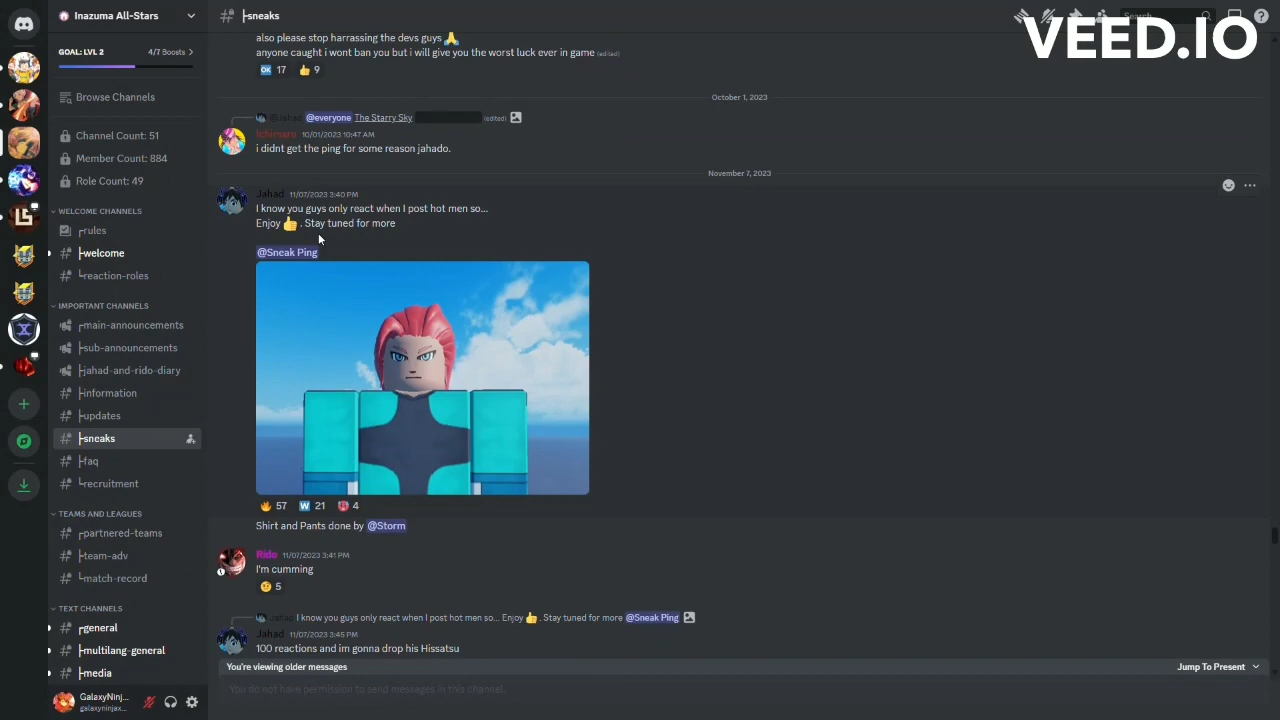 Inazuma All-Stars
GOAL: LVL 2
4/7 Boosts
Browse Channels
Channel Count: 51
Member Count: 884
Role Count: 49
WELCOME CHANNELS
rules
welcome
reaction-roles
IMPORTANT CHANNELS
main-announcements
sub-announcements
jahad-and-rido-diary
information
updates
sneaks
faq
recruitment
TEAMS AND LEAGUES
partnered-teams
team-adv
match-record
TEXT CHANNELS
general
multilang-general
media
GalaxyNinj...
galaxyninjax...
sneaks
Search
VEED.IO
also please stop harrassing the devs guys 🙏
anyone caught i wont ban you but i will give you the worst luck ever in game (edited)
OK 17 👍 9
October 1, 2023
@Jahad @everyone The Starry Sky (edited)
Ichimaru 10/01/2023 10:47 AM
i didnt get the ping for some reason jahado.
November 7, 2023
Jahad 11/07/2023 3:40 PM
I know you guys only react when I post hot men so...
Enjoy 👍. Stay tuned for more
@Sneak Ping
🔥 57 W 21 4
Shirt and Pants done by @Storm
Rido 11/07/2023 3:41 PM
I'm cumming
5
Jahad I know you guys only react when I post hot men so... Enjoy 👍. Stay tuned for more @Sneak Ping
Jahad 11/07/2023 3:45 PM
100 reactions and im gonna drop his Hissatsu
You're viewing older messages
Jump To Present
You do not have permission to send messages in this channel.